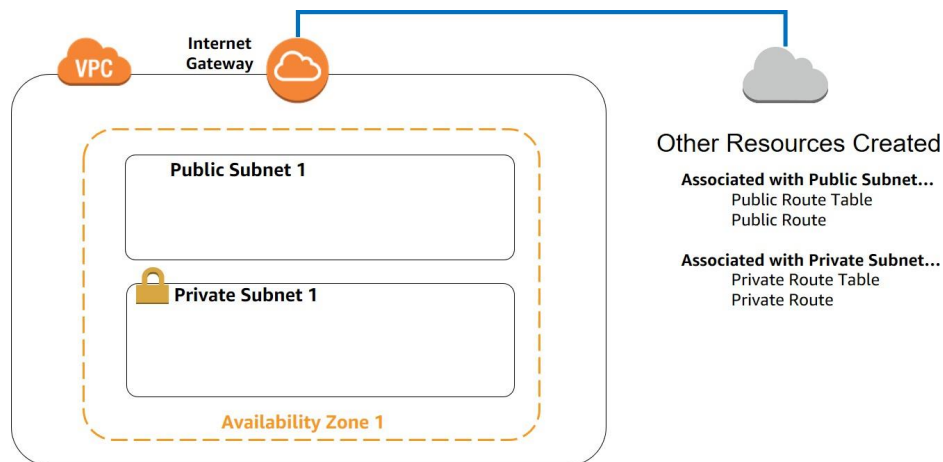 Internet
Gateway
VPC
Public Subnet 1
Private Subnet 1
Availability Zone 1
Other Resources Created
Associated with Public Subnet...
Public Route Table
Public Route
Associated with Private Subnet...
Private Route Table
Private Route